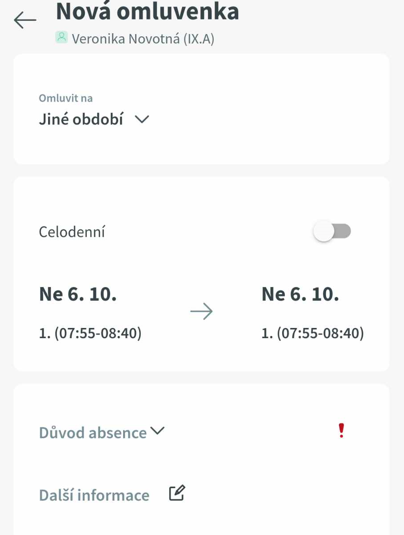 Nová omluvenka
Veronika Novotná (IX.A)
Omluvit na
Jiné období
Celodenní
Ne 6. 10.
Ne 6. 10.
1. (07:55-08:40)
1. (07:55-08:40)
Důvod absence
!
Další informace